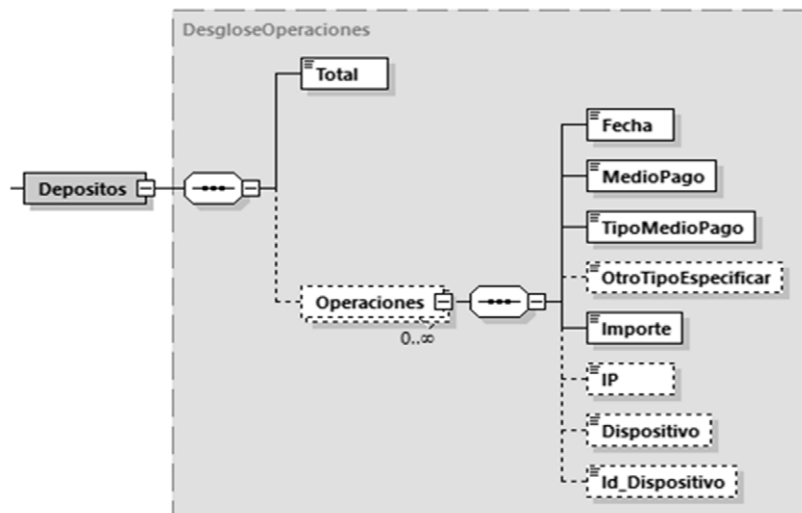 DesgloseOperaciones
Total
Fecha
MedioPago
Depositos
TipoMedioPago
OtroTipoEspecificar
Operaciones
0..∞
Importe
IP
Dispositivo
Id_Dispositivo